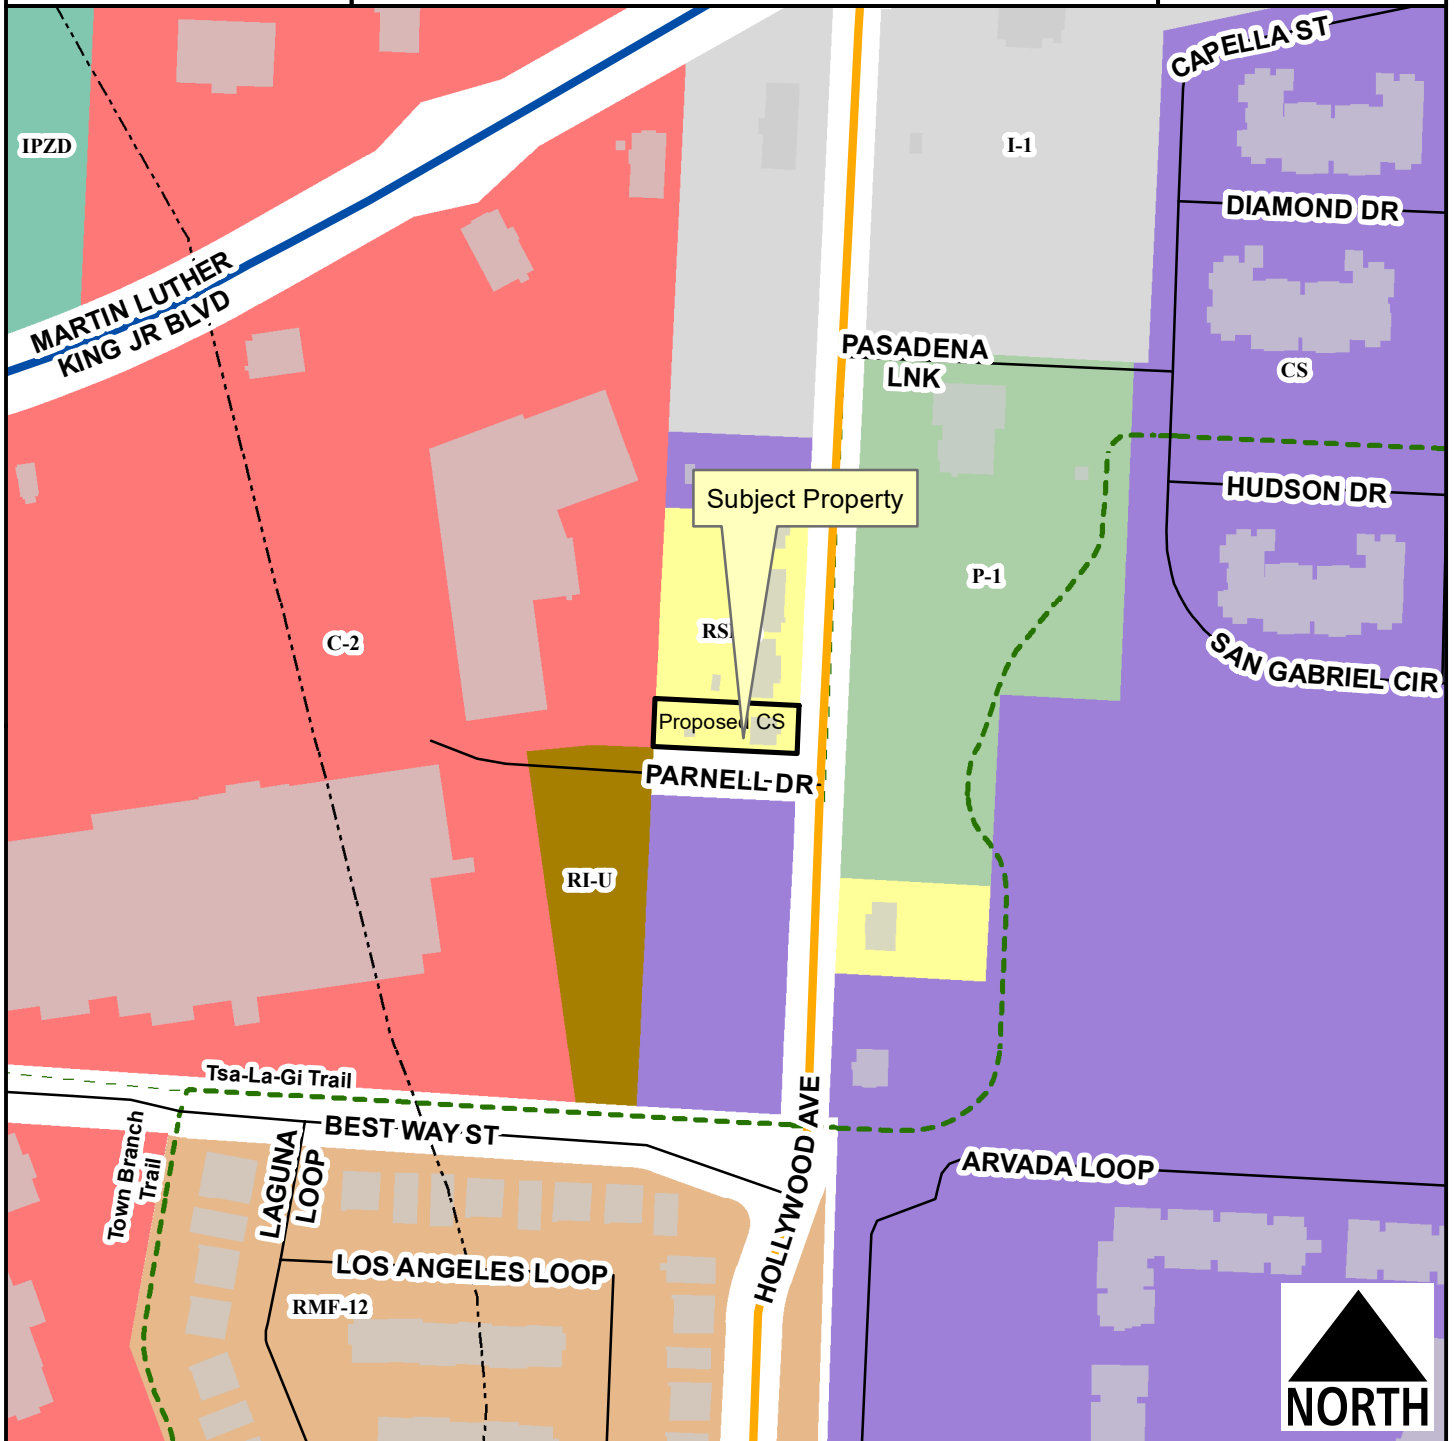 CAPELLA ST
IPZD
I-1
DIAMOND DR
MARTIN LUTHER
KING JR BLVD
PASADENA
LNK
CS
Subject Property
HUDSON DR
P-1
RS
C-2
SAN GABRIEL CIR
Proposed CS
PARNELL DR
RI-U
Tsa-La-Gi Trail
BEST WAY ST
HOLLYWOOD AVE
Town Branch
Trail
LAGUNA
LOOP
ARVADA LOOP
LOS ANGELES LOOP
RMF-12
NORTH